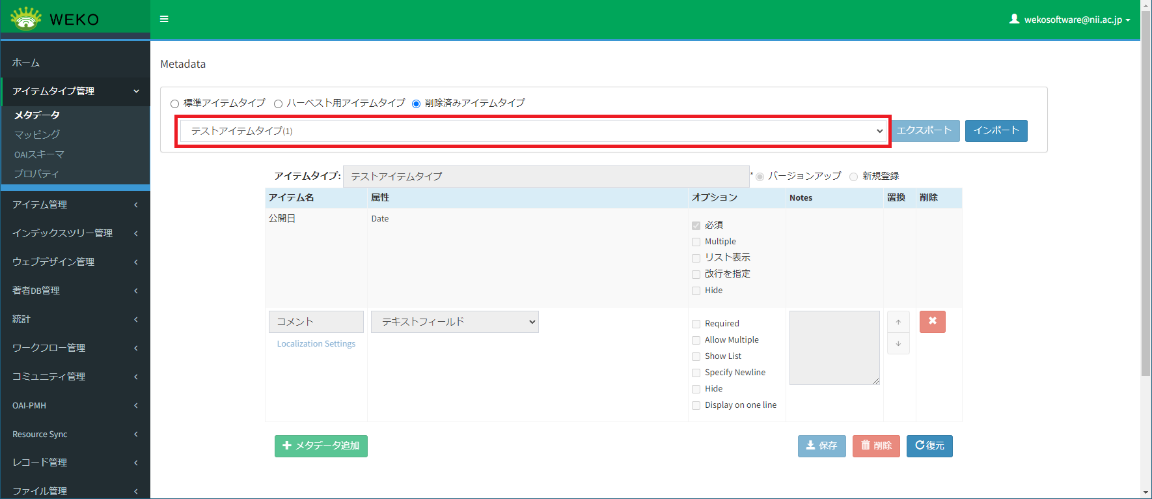 WEKO
wekosoftware@nii.ac.jp
ホーム
アイテムタイプ管理
メタデータ
マッピング
OAIスキーマ
プロパティ
アイテム管理
インデックスツリー管理
ウェブデザイン管理
著者DB管理
統計
ワークフロー管理
コミュニティ管理
OAI-PMH
Resource Sync
レコード管理
ファイル管理
Metadata
標準アイテムタイプ ハーベスト用アイテムタイプ 削除済みアイテムタイプ
テストアイテムタイプ(1) エクスポート インポート
アイテムタイプ: テストアイテムタイプ * バージョンアップ 新規登録
アイテム名 属性 オプション Notes 置換 削除
公開日 Date
必須
Multiple
リスト表示
改行を指定
Hide
コメント テキストフィールド
Localization Settings
Required
Allow Multiple
Show List
Specify Newline
Hide
Display on one line
↑
↓
メタデータ追加 保存 削除 復元